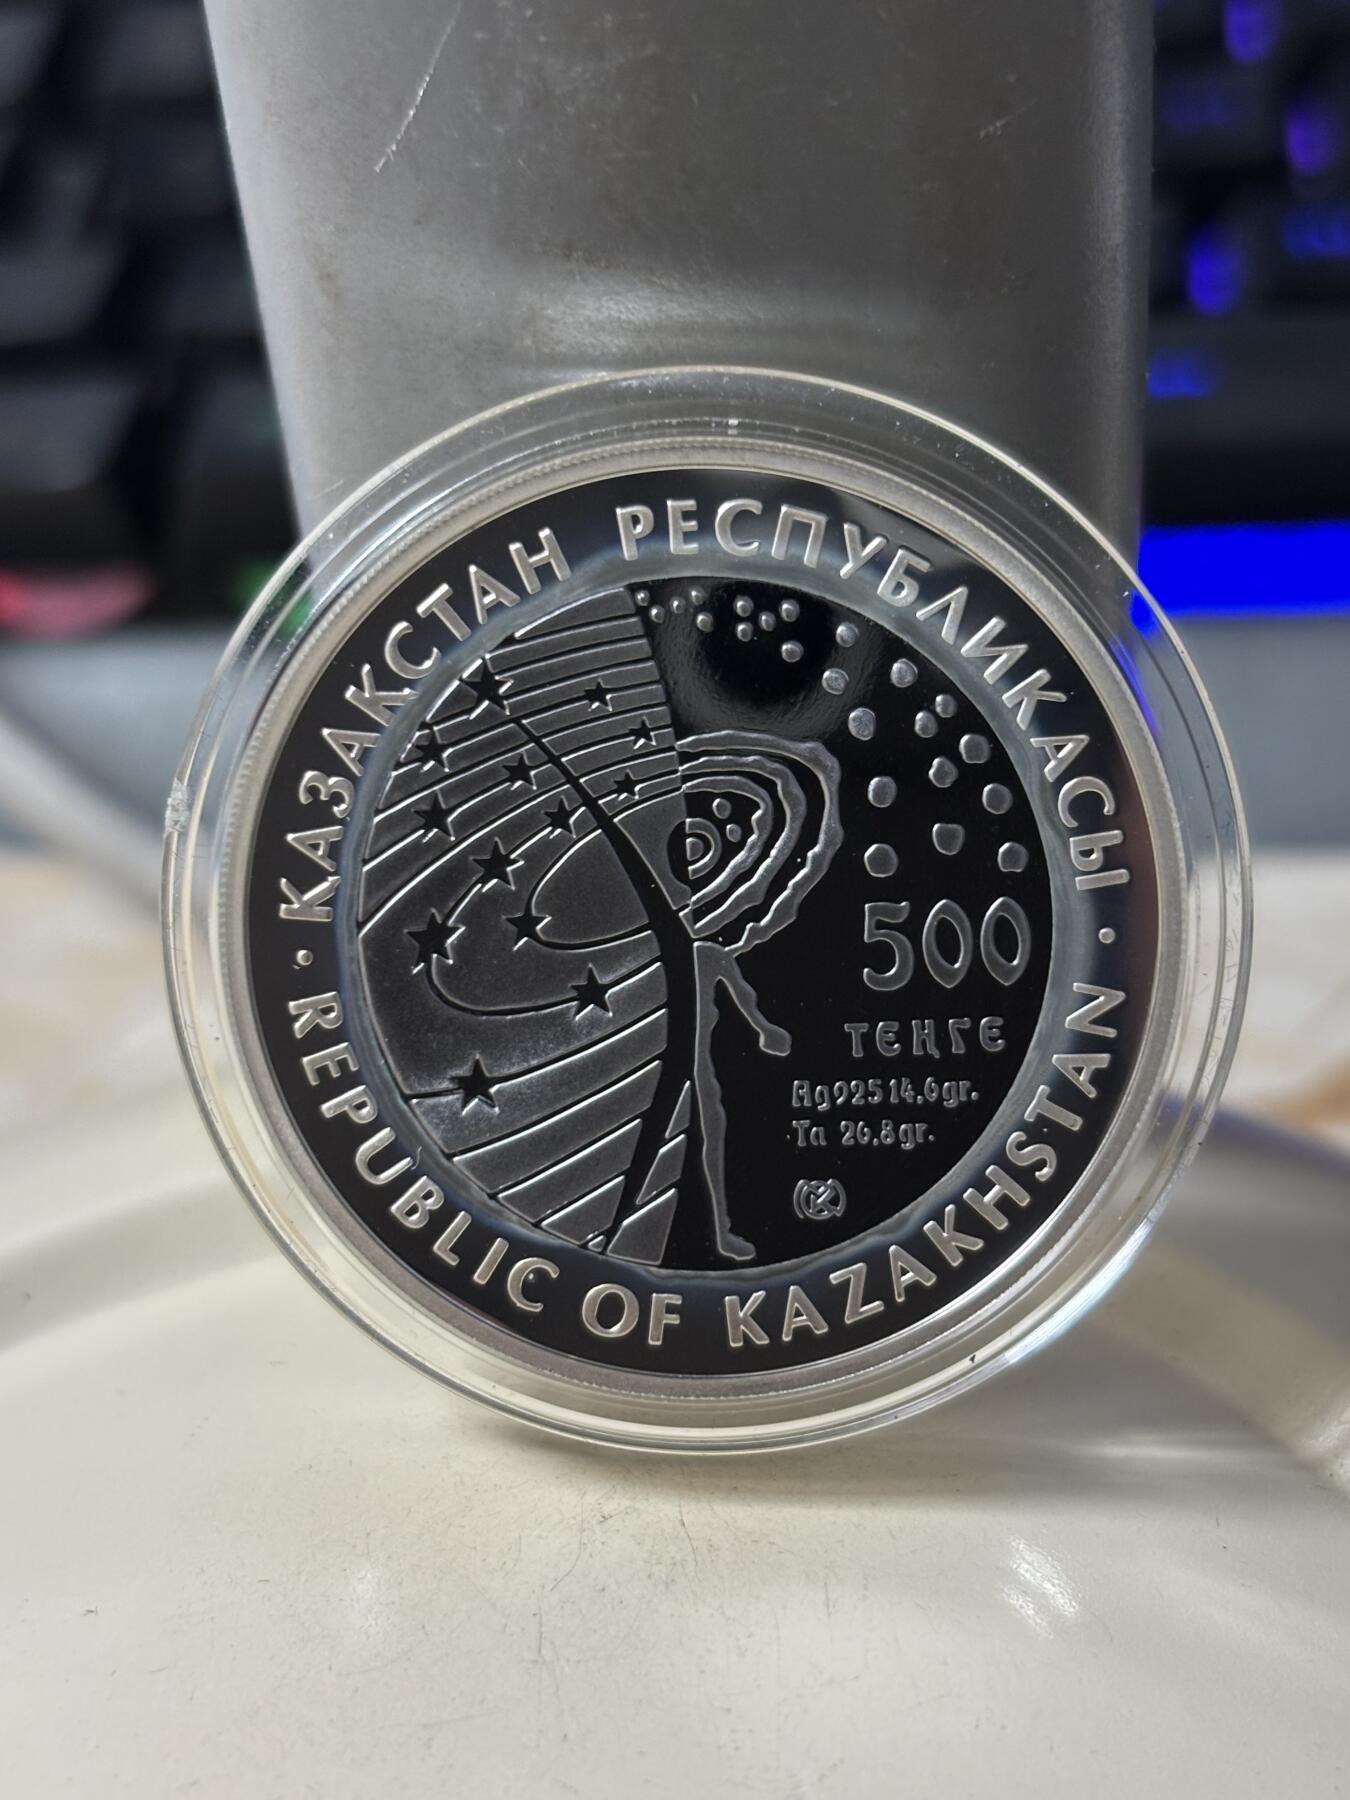 ҚАЗАҚСТАН РЕСПУБЛИКАСЫ
500
ТЕҢГЕ
Ag925 14,6gr.
Ta 26,8gr.
· REPUBLIC OF KAZAKHSTAN ·